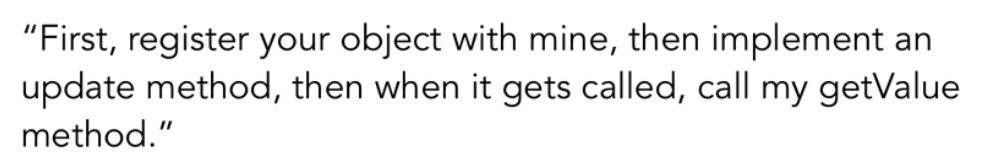 “First, register your object with mine, then implement an
update method, then when it gets called, call my getValue
method.”